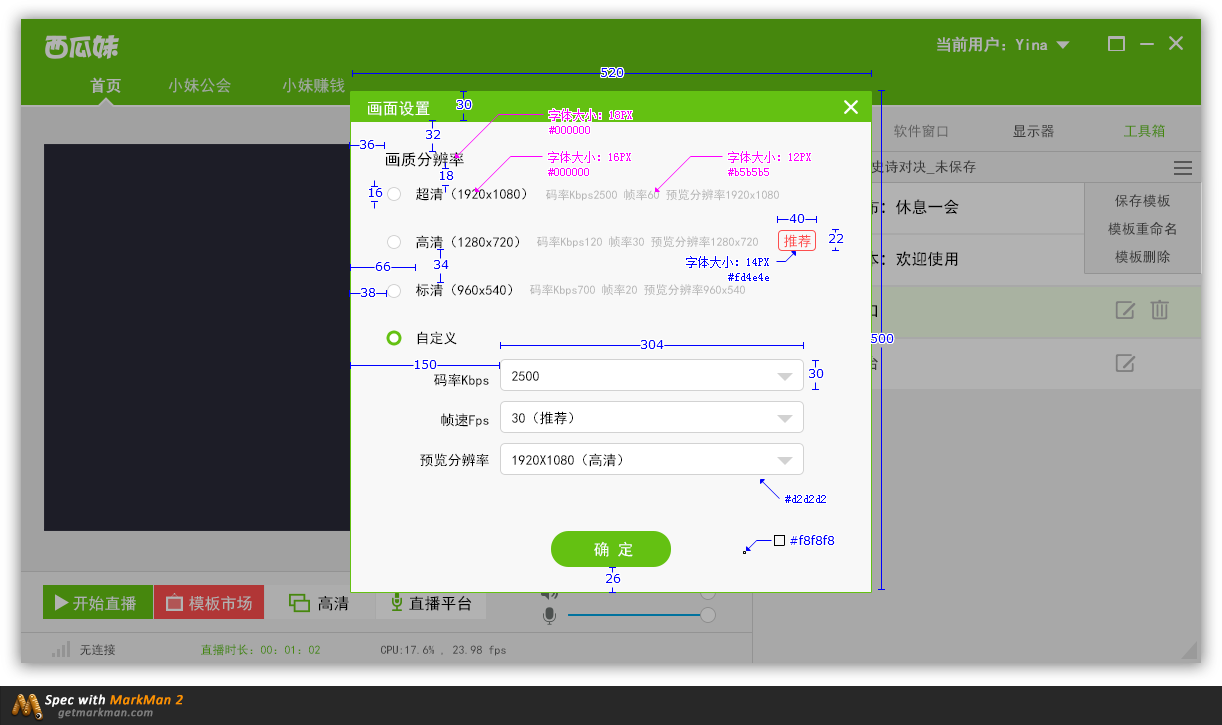 西瓜妹
当前用户：Yina
首页
小妹公会
小妹赚钱
520
画面设置
30
字体大小：18PX
#000000
32
36
画质分辨率
字体大小：16PX
#000000
字体大小：12PX
#b5b5b5
18
16
超清（1920x1080）
码率Kbps2500 帧率60 预览分辨率1920x1080
40
高清（1280x720）
码率Kbps120 帧率30 预览分辨率1280x720
推荐
22
66
34
字体大小：14PX
#fd4e4e
38
标清（960x540）
码率Kbps700 帧率20 预览分辨率960x540
自定义
304
500
150
码率Kbps
2500
30
帧速Fps
30（推荐）
预览分辨率
1920X1080（高清）
#d2d2d2
确 定
#f8f8f8
26
软件窗口
显示器
工具箱
史诗对决_未保存
保存模板
：休息一会
模板重命名
：欢迎使用
模板删除
开始直播
模板市场
高清
直播平台
无连接
直播时长：00：01：02
CPU:17.6% , 23.98 fps
Spec with MarkMan 2
getmarkman.com